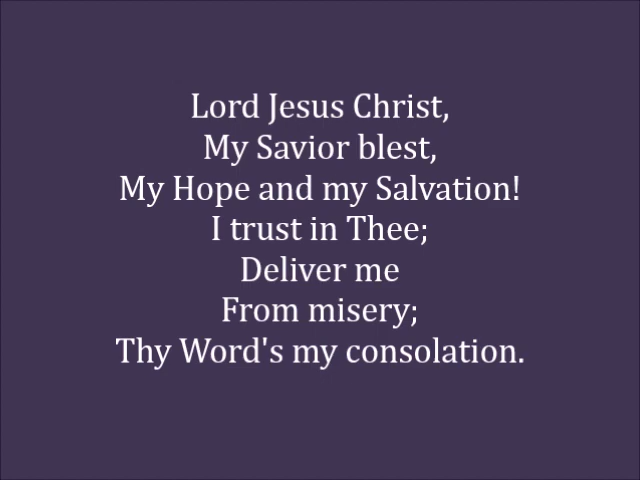 Lord Jesus Christ,
My Savior blest,
My Hope and my Salvation!
I trust in Thee;
Deliver me
From misery;
Thy Word's my consolation.